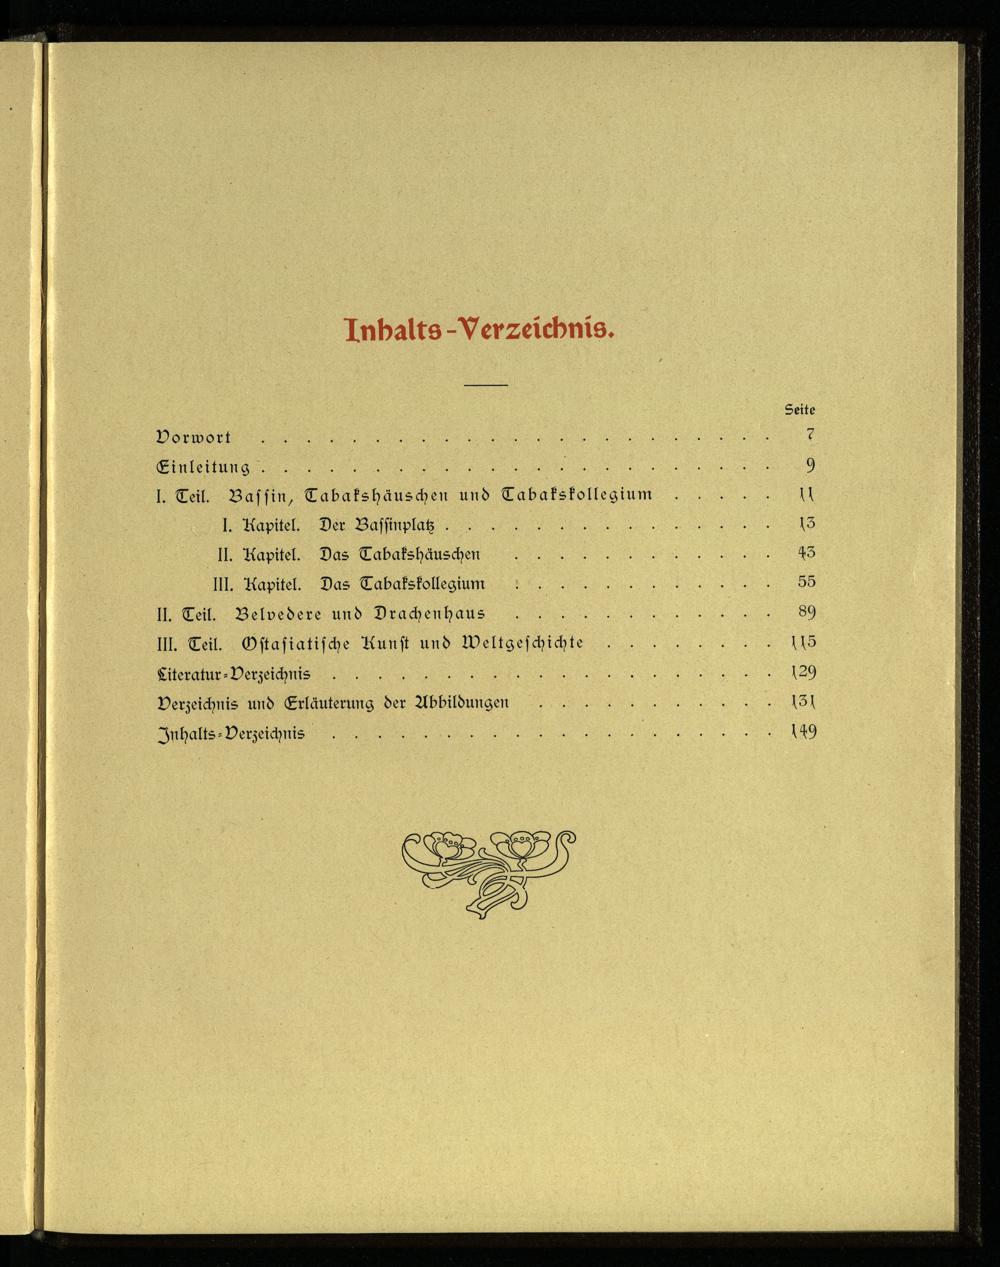 Inhalts-Verzeichnis.
Seite
Vorwort . . . . . . . . . . . . . . . . . . 7
Einleitung . . . . . . . . . . . . . . . . . . 9
I. Teil. Bassin, Tabakshäuschen und Tabakskollegium . . . . . 11
I. Kapitel. Der Bassinplatz . . . . . . . . . . . . 13
II. Kapitel. Das Tabakshäuschen . . . . . . . . . . 43
III. Kapitel. Das Tabakskollegium . . . . . . . . . . 55
II. Teil. Belvedere und Drachenhaus . . . . . . . . . . 89
III. Teil. Ostasiatische Kunst und Weltgeschichte . . . . . . . 115
Literatur-Verzeichnis . . . . . . . . . . . . . . . . 129
Verzeichnis und Erläuterung der Abbildungen . . . . . . . . . 131
Inhalts-Verzeichnis . . . . . . . . . . . . . . . . 149